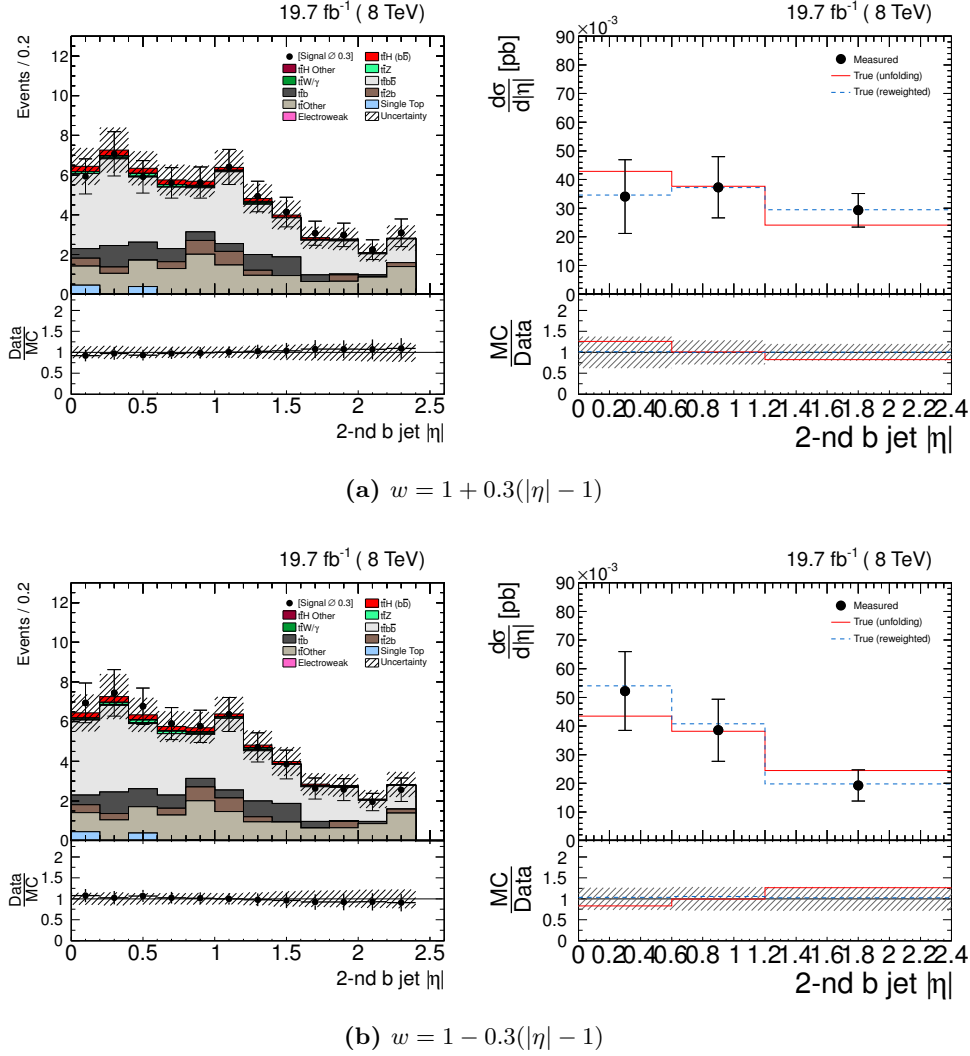 19.7 fb⁻¹ ( 8 TeV)
Events / 0.2
12
10
8
6
4
2
0
[Signal ∅ 0.3]
tt̄H (bb̄)
tt̄H Other
tt̄Z
tt̄W/γ
tt̄bb̄
tt̄b
tt̄2b
tt̄Other
Single Top
Electroweak
Uncertainty
Data
MC
2
1.5
1
0.5
0
0 0.5 1 1.5 2 2.5
2-nd b jet |η|
19.7 fb⁻¹ ( 8 TeV)
×10⁻³
dσ
d|η| [pb]
90
80
70
60
50
40
30
20
10
0
Measured
True (unfolding)
True (reweighted)
MC
Data
2
1.5
1
0.5
0
0 0.2 0.4 0.6 0.8 1 1.2 1.4 1.6 1.8 2 2.2 2.4
2-nd b jet |η|
(a) w = 1 + 0.3(|η| − 1)
19.7 fb⁻¹ ( 8 TeV)
Events / 0.2
12
10
8
6
4
2
0
[Signal ∅ 0.3]
tt̄H (bb̄)
tt̄H Other
tt̄Z
tt̄W/γ
tt̄bb̄
tt̄b
tt̄2b
tt̄Other
Single Top
Electroweak
Uncertainty
Data
MC
2
1.5
1
0.5
0
0 0.5 1 1.5 2 2.5
2-nd b jet |η|
19.7 fb⁻¹ ( 8 TeV)
×10⁻³
dσ
d|η| [pb]
90
80
70
60
50
40
30
20
10
0
Measured
True (unfolding)
True (reweighted)
MC
Data
2
1.5
1
0.5
0
0 0.2 0.4 0.6 0.8 1 1.2 1.4 1.6 1.8 2 2.2 2.4
2-nd b jet |η|
(b) w = 1 − 0.3(|η| − 1)